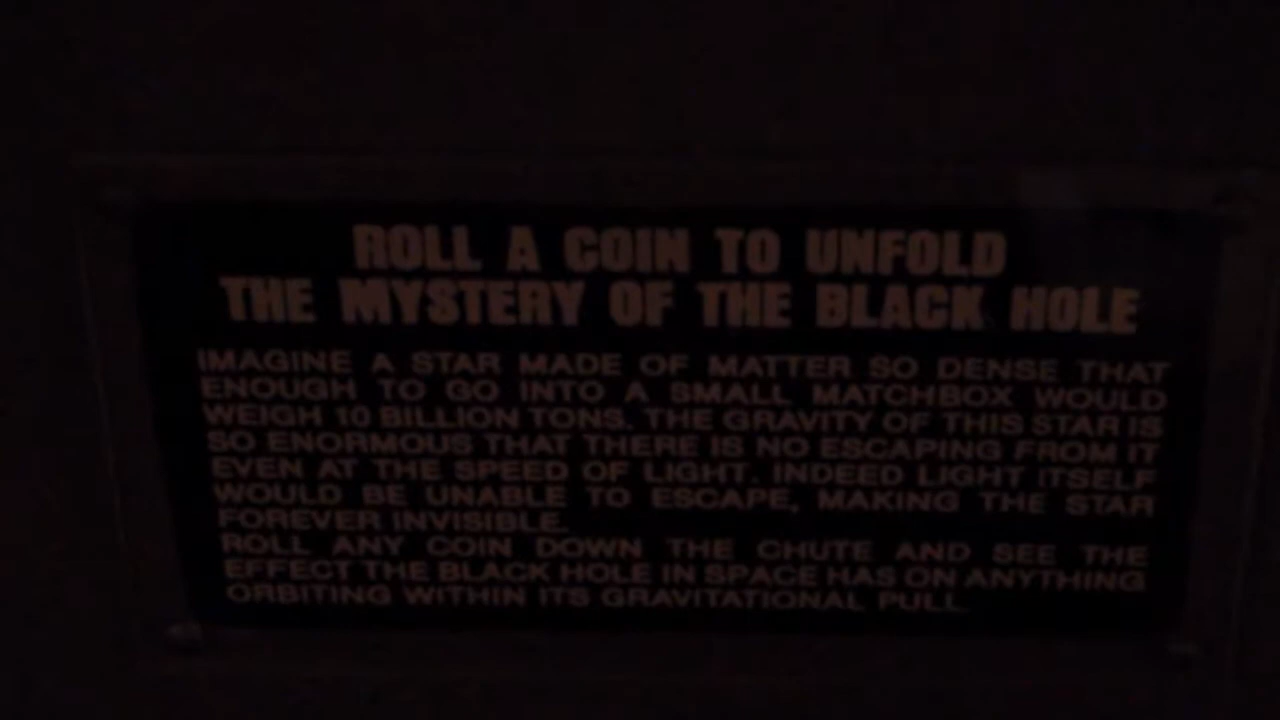 ROLL A COIN TO UNFOLD
THE MYSTERY OF THE BLACK HOLE
IMAGINE A STAR MADE OF MATTER SO DENSE THAT
ENOUGH TO GO INTO A SMALL MATCHBOX WOULD
WEIGH 10 BILLION TONS. THE GRAVITY OF THIS STAR IS
SO ENORMOUS THAT THERE IS NO ESCAPING FROM IT
EVEN AT THE SPEED OF LIGHT. INDEED LIGHT ITSELF
WOULD BE UNABLE TO ESCAPE, MAKING THE STAR
FOREVER INVISIBLE.
ROLL ANY COIN DOWN THE CHUTE AND SEE THE
EFFECT THE BLACK HOLE IN SPACE HAS ON ANYTHING
ORBITING WITHIN ITS GRAVITATIONAL PULL.